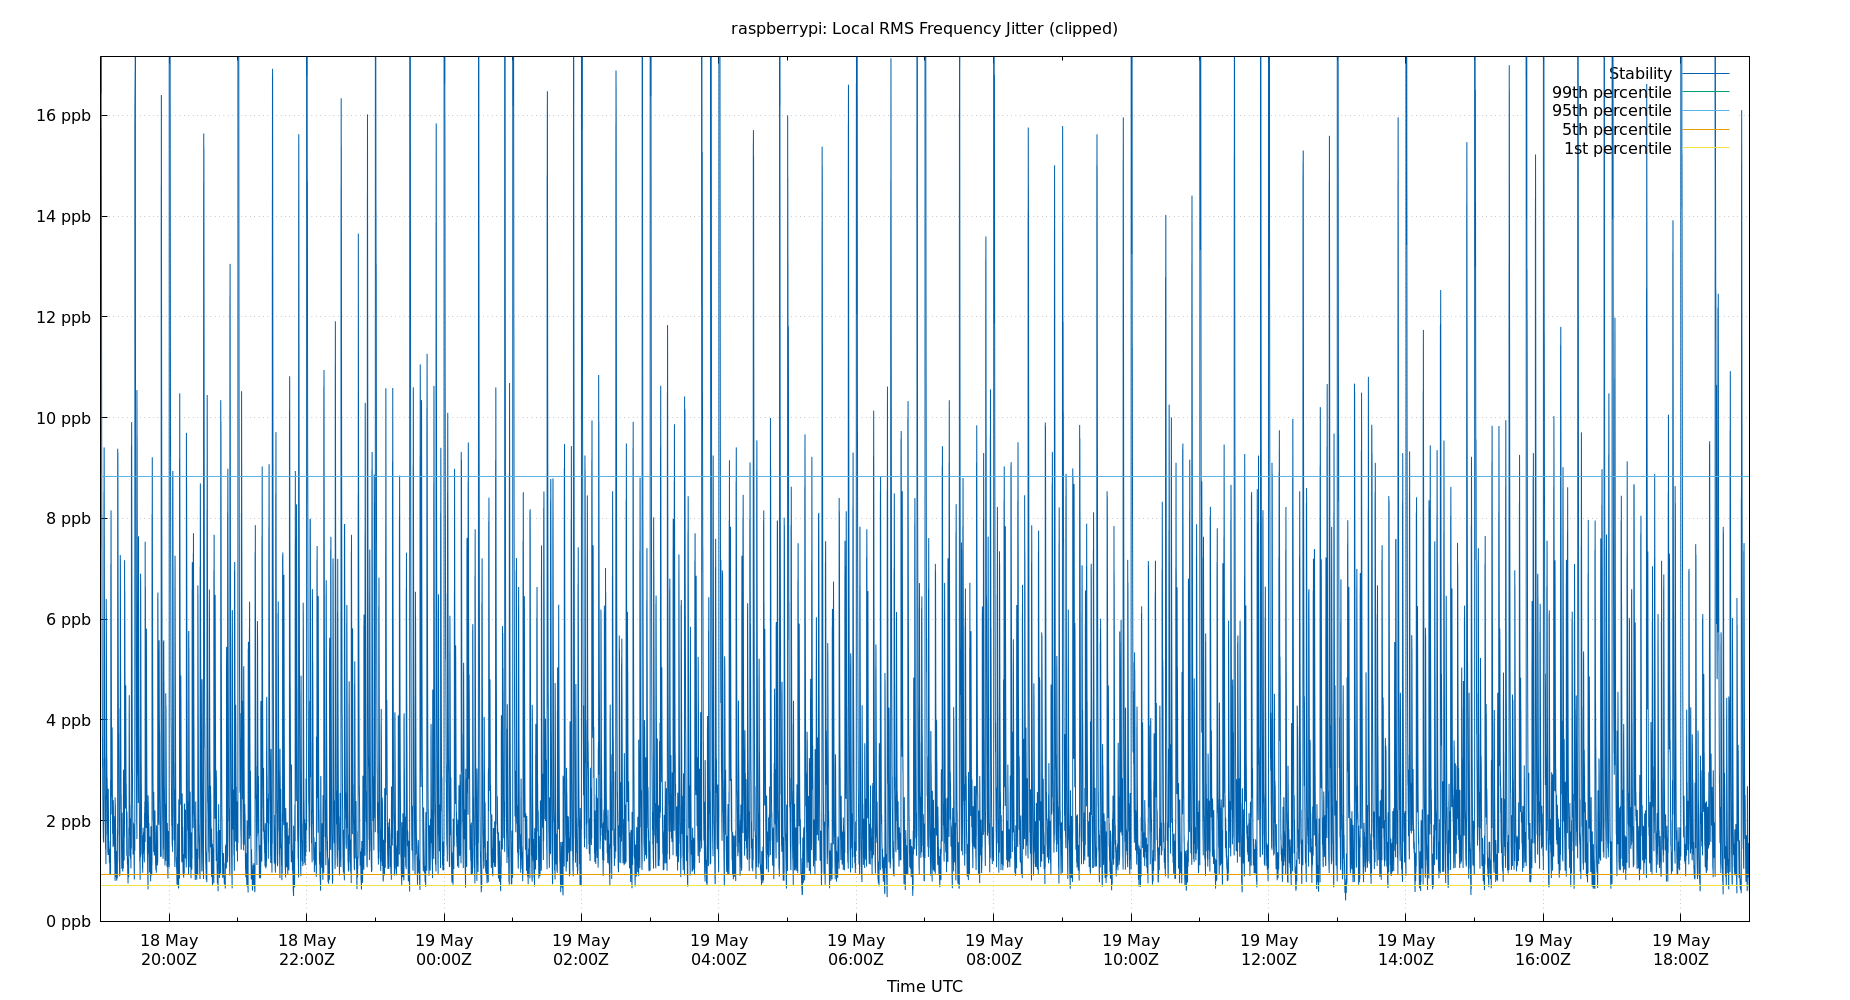 raspberrypi: Local RMS Frequency Jitter (clipped)
Stability
99th percentile
95th percentile
5th percentile
1st percentile
16 ppb
14 ppb
12 ppb
10 ppb
8 ppb
6 ppb
4 ppb
2 ppb
0 ppb
18 May 18 May 19 May 19 May 19 May 19 May 19 May 19 May 19 May 19 May 19 May 19 May
20:00Z 22:00Z 00:00Z 02:00Z 04:00Z 06:00Z 08:00Z 10:00Z 12:00Z 14:00Z 16:00Z 18:00Z
Time UTC